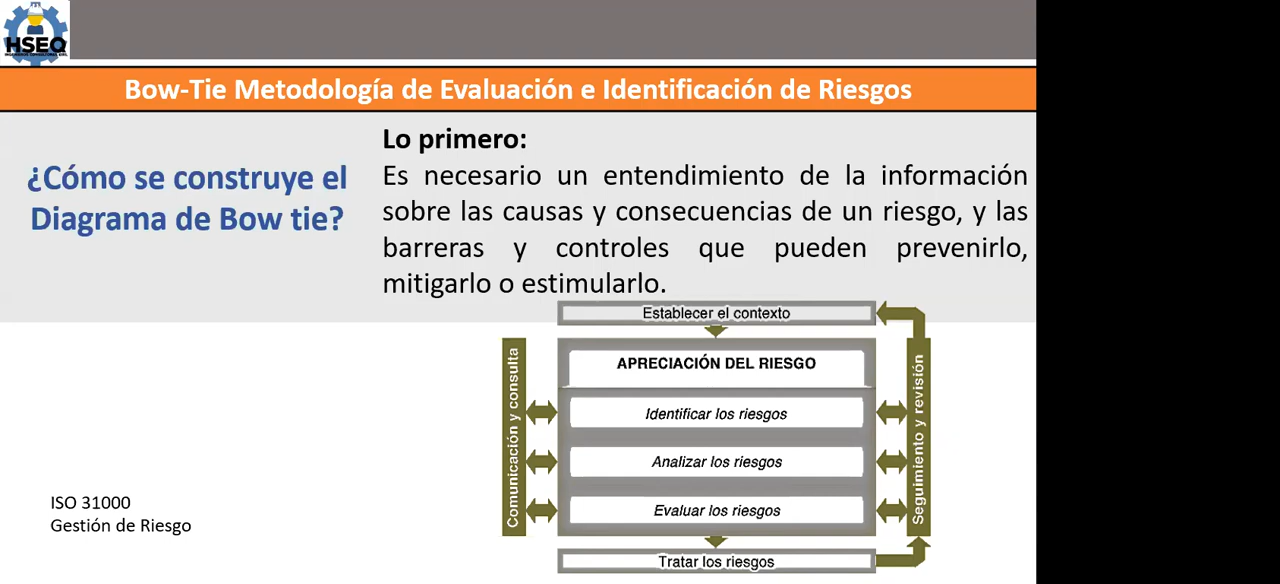 HSEQ
Bow-Tie Metodología de Evaluación e Identificación de Riesgos
¿Cómo se construye el
Diagrama de Bow tie?
Lo primero:
Es necesario un entendimiento de la información
sobre las causas y consecuencias de un riesgo, y las
barreras y controles que pueden prevenirlo,
mitigarlo o estimularlo.
Establecer el contexto
Comunicación y consulta
APRECIACIÓN DEL RIESGO
Identificar los riesgos
Analizar los riesgos
Evaluar los riesgos
Seguimiento y revisión
Tratar los riesgos
ISO 31000
Gestión de Riesgo